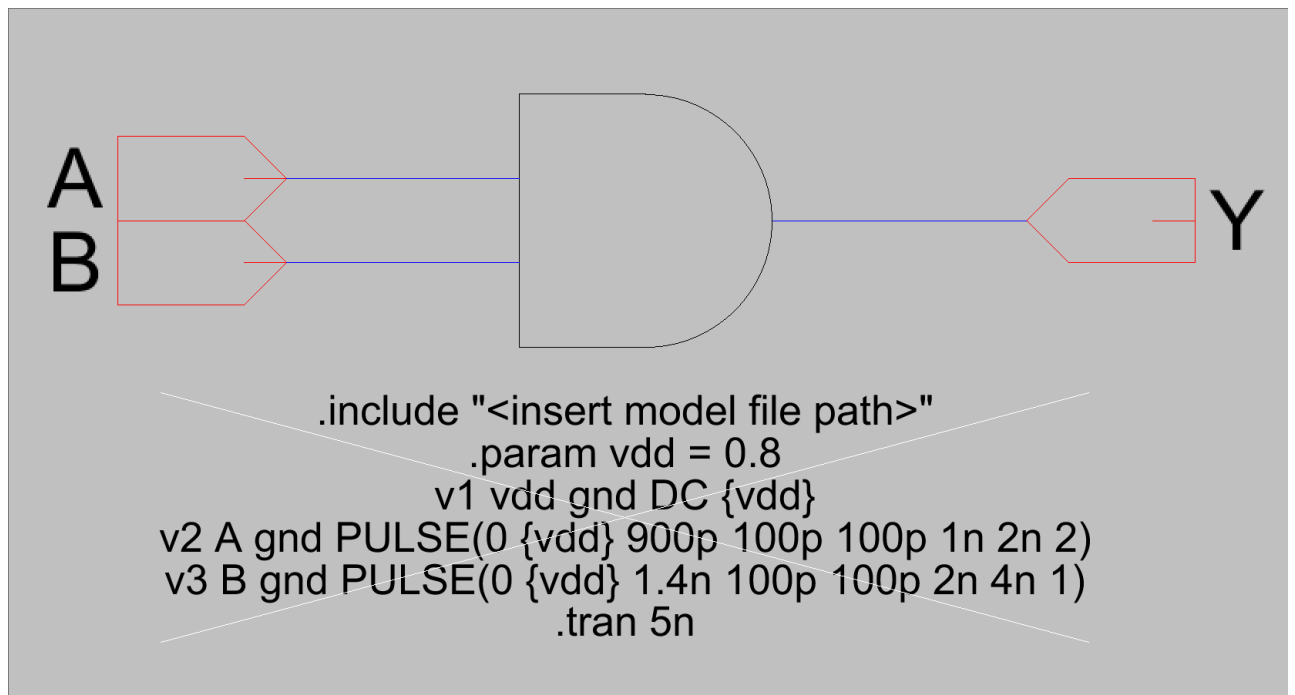 A
B
Y
.include "<insert model file path>"
.param vdd = 0.8
v1 vdd gnd DC {vdd}
v2 A gnd PULSE(0 {vdd} 900p 100p 100p 1n 2n 2)
v3 B gnd PULSE(0 {vdd} 1.4n 100p 100p 2n 4n 1)
.tran 5n